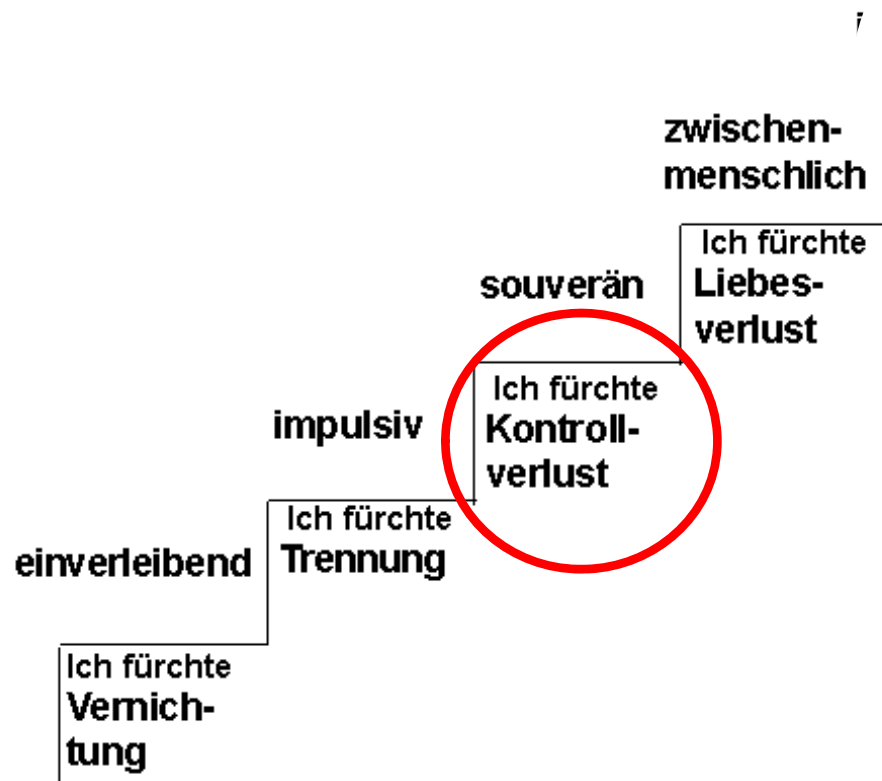 zwischen-
menschlich
Ich fürchte
Liebes-
verlust
souverän
Ich fürchte
Kontroll-
verlust
impulsiv
Ich fürchte
Trennung
einverleibend
Ich fürchte
Vernich-
tung